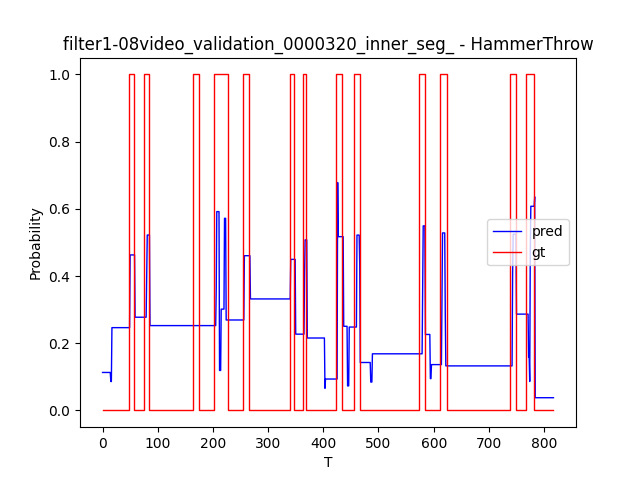 filter1-08video_validation_0000320_inner_seg_ - HammerThrow
1.0
0.8
0.6
0.4
0.2
0.0
Probability
pred
gt
0 100 200 300 400 500 600 700 800
T